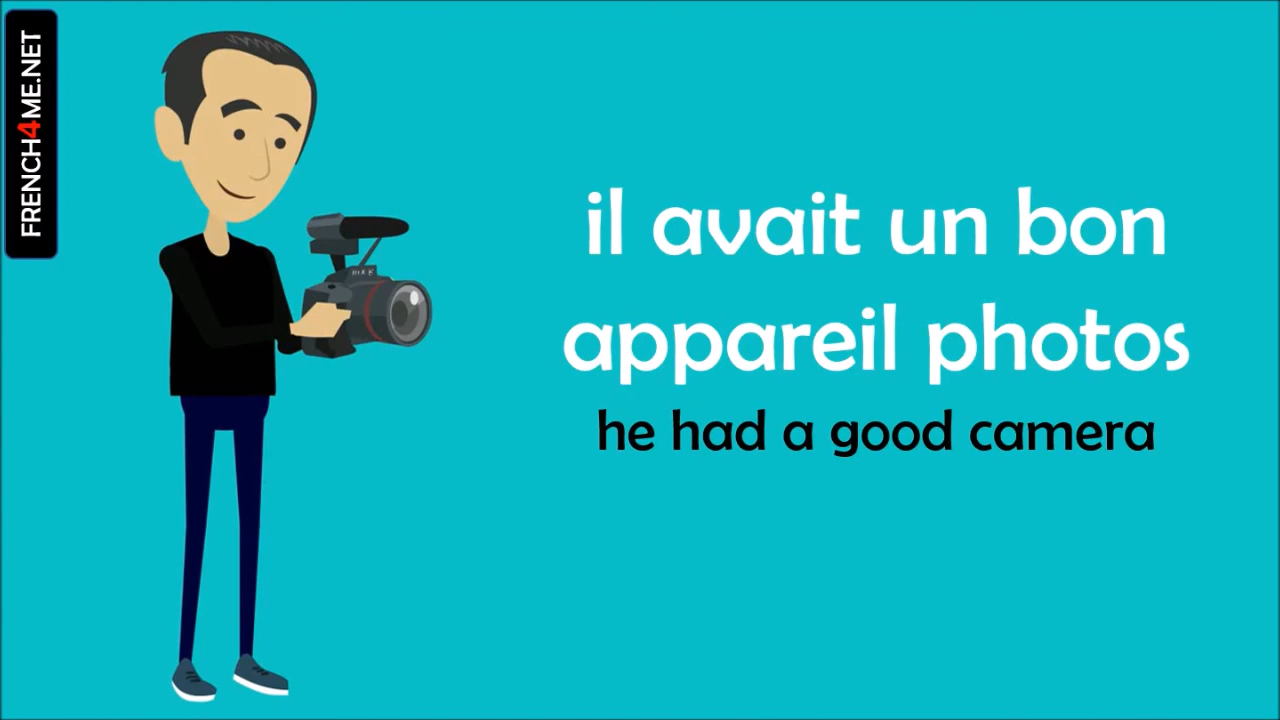 FRENCH4ME.NET
il avait un bon
appareil photos
he had a good camera